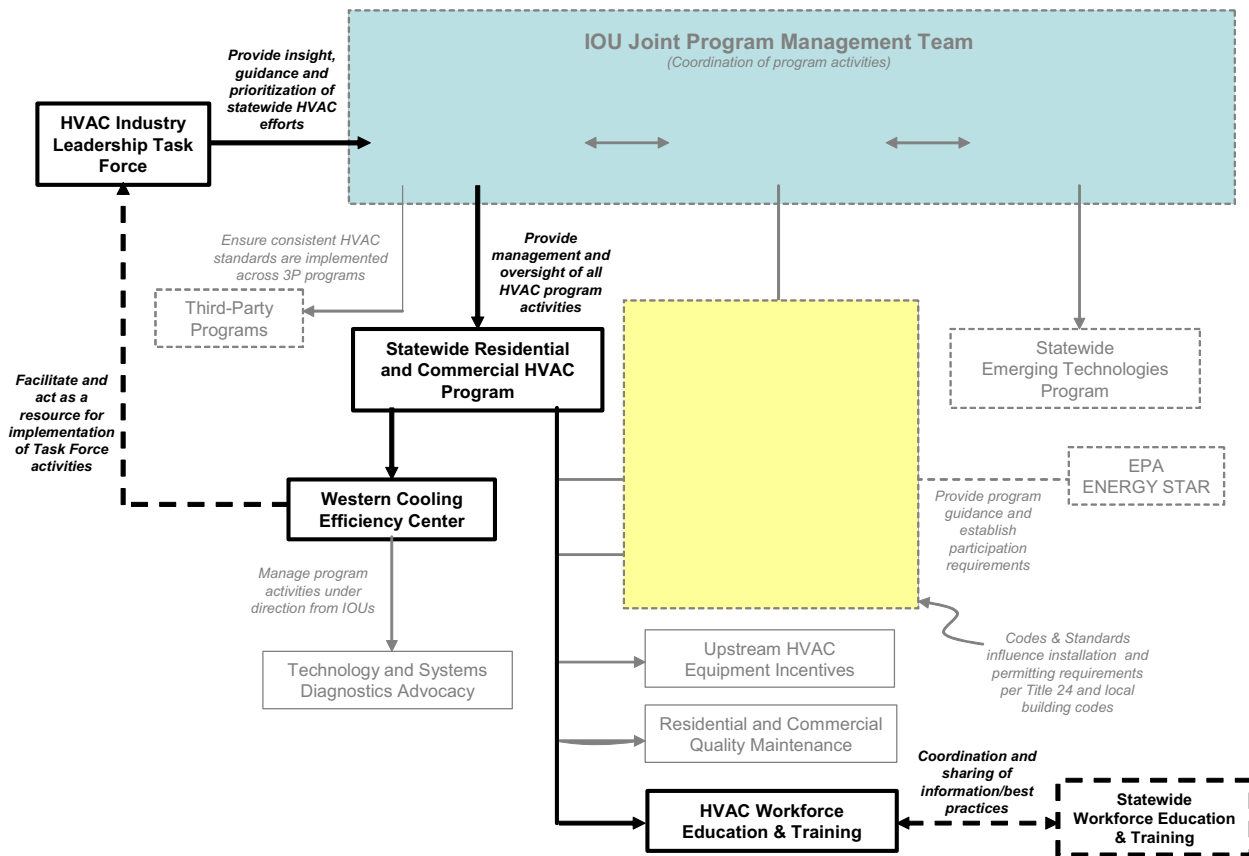 IOU Joint Program Management Team
(Coordination of program activities)
Provide insight,
guidance and
prioritization of
statewide HVAC
efforts
HVAC Industry
Leadership Task
Force
Ensure consistent HVAC
standards are implemented
across 3P programs
Provide
management and
oversight of all
HVAC program
activities
Third-Party
Programs
Statewide Residential
and Commercial HVAC
Program
Statewide
Emerging Technologies
Program
Facilitate and
act as a
resource for
implementation
of Task Force
activities
Western Cooling
Efficiency Center
EPA
ENERGY STAR
Provide program
guidance and
establish
participation
requirements
Manage program
activities under
direction from IOUs
Technology and Systems
Diagnostics Advocacy
Upstream HVAC
Equipment Incentives
Codes & Standards
influence installation and
permitting requirements
per Title 24 and local
building codes
Residential and Commercial
Quality Maintenance
Coordination and
sharing of
information/best
practices
HVAC Workforce
Education & Training
Statewide
Workforce Education
& Training